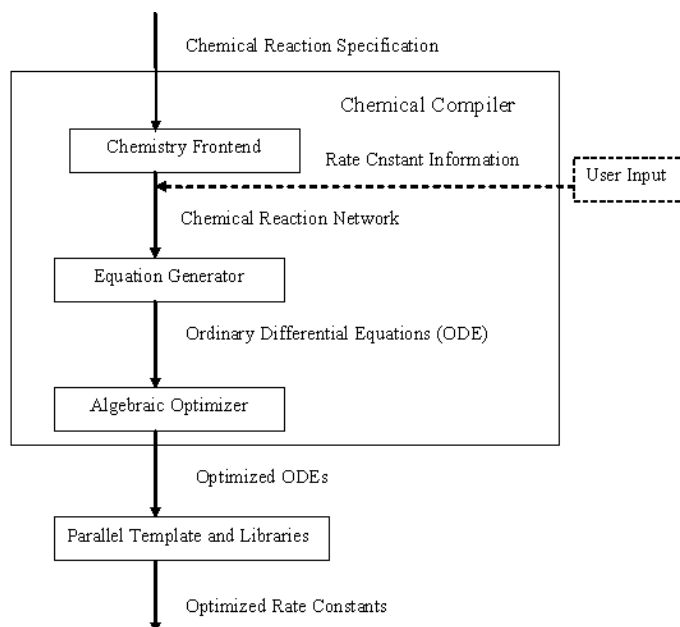 Chemical Reaction Specification
Chemical Compiler
Chemistry Frontend
Rate Cnstant Information
User Input
Chemical Reaction Network
Equation Generator
Ordinary Differential Equations (ODE)
Algebraic Optimizer
Optimized ODEs
Parallel Template and Libraries
Optimized Rate Constants